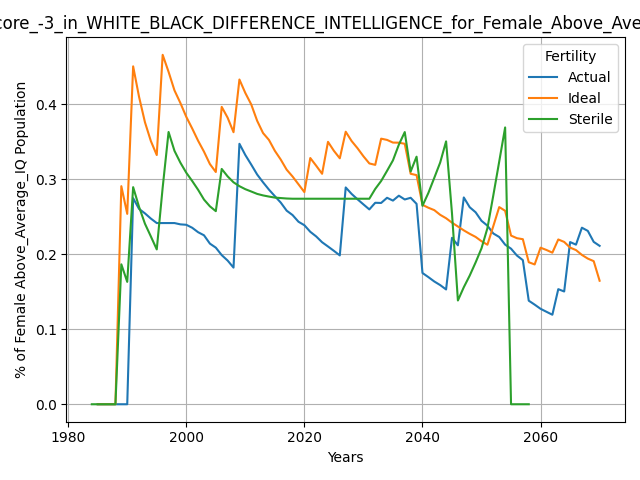 core_-3_in_WHITE_BLACK_DIFFERENCE_INTELLIGENCE_for_Female_Above_Ave
Fertility
Actual
Ideal
Sterile
% of Female Above_Average_IQ Population
0.4
0.3
0.2
0.1
0.0
1980
2000
2020
2040
2060
Years